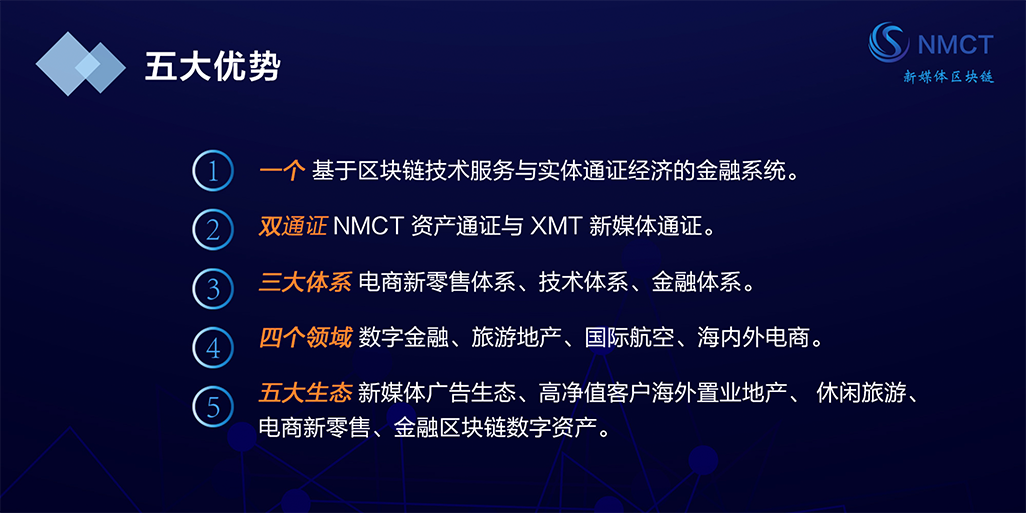 五大优势
NMCT
新媒体区块链
1 一个 基于区块链技术服务与实体通证经济的金融系统。
2 双通证 NMCT 资产通证与 XMT 新媒体通证。
3 三大体系 电商新零售体系、技术体系、金融体系。
4 四个领域 数字金融、旅游地产、国际航空、海内外电商。
5 五大生态 新媒体广告生态、高净值客户海外置业地产、 休闲旅游、
电商新零售、金融区块链数字资产。